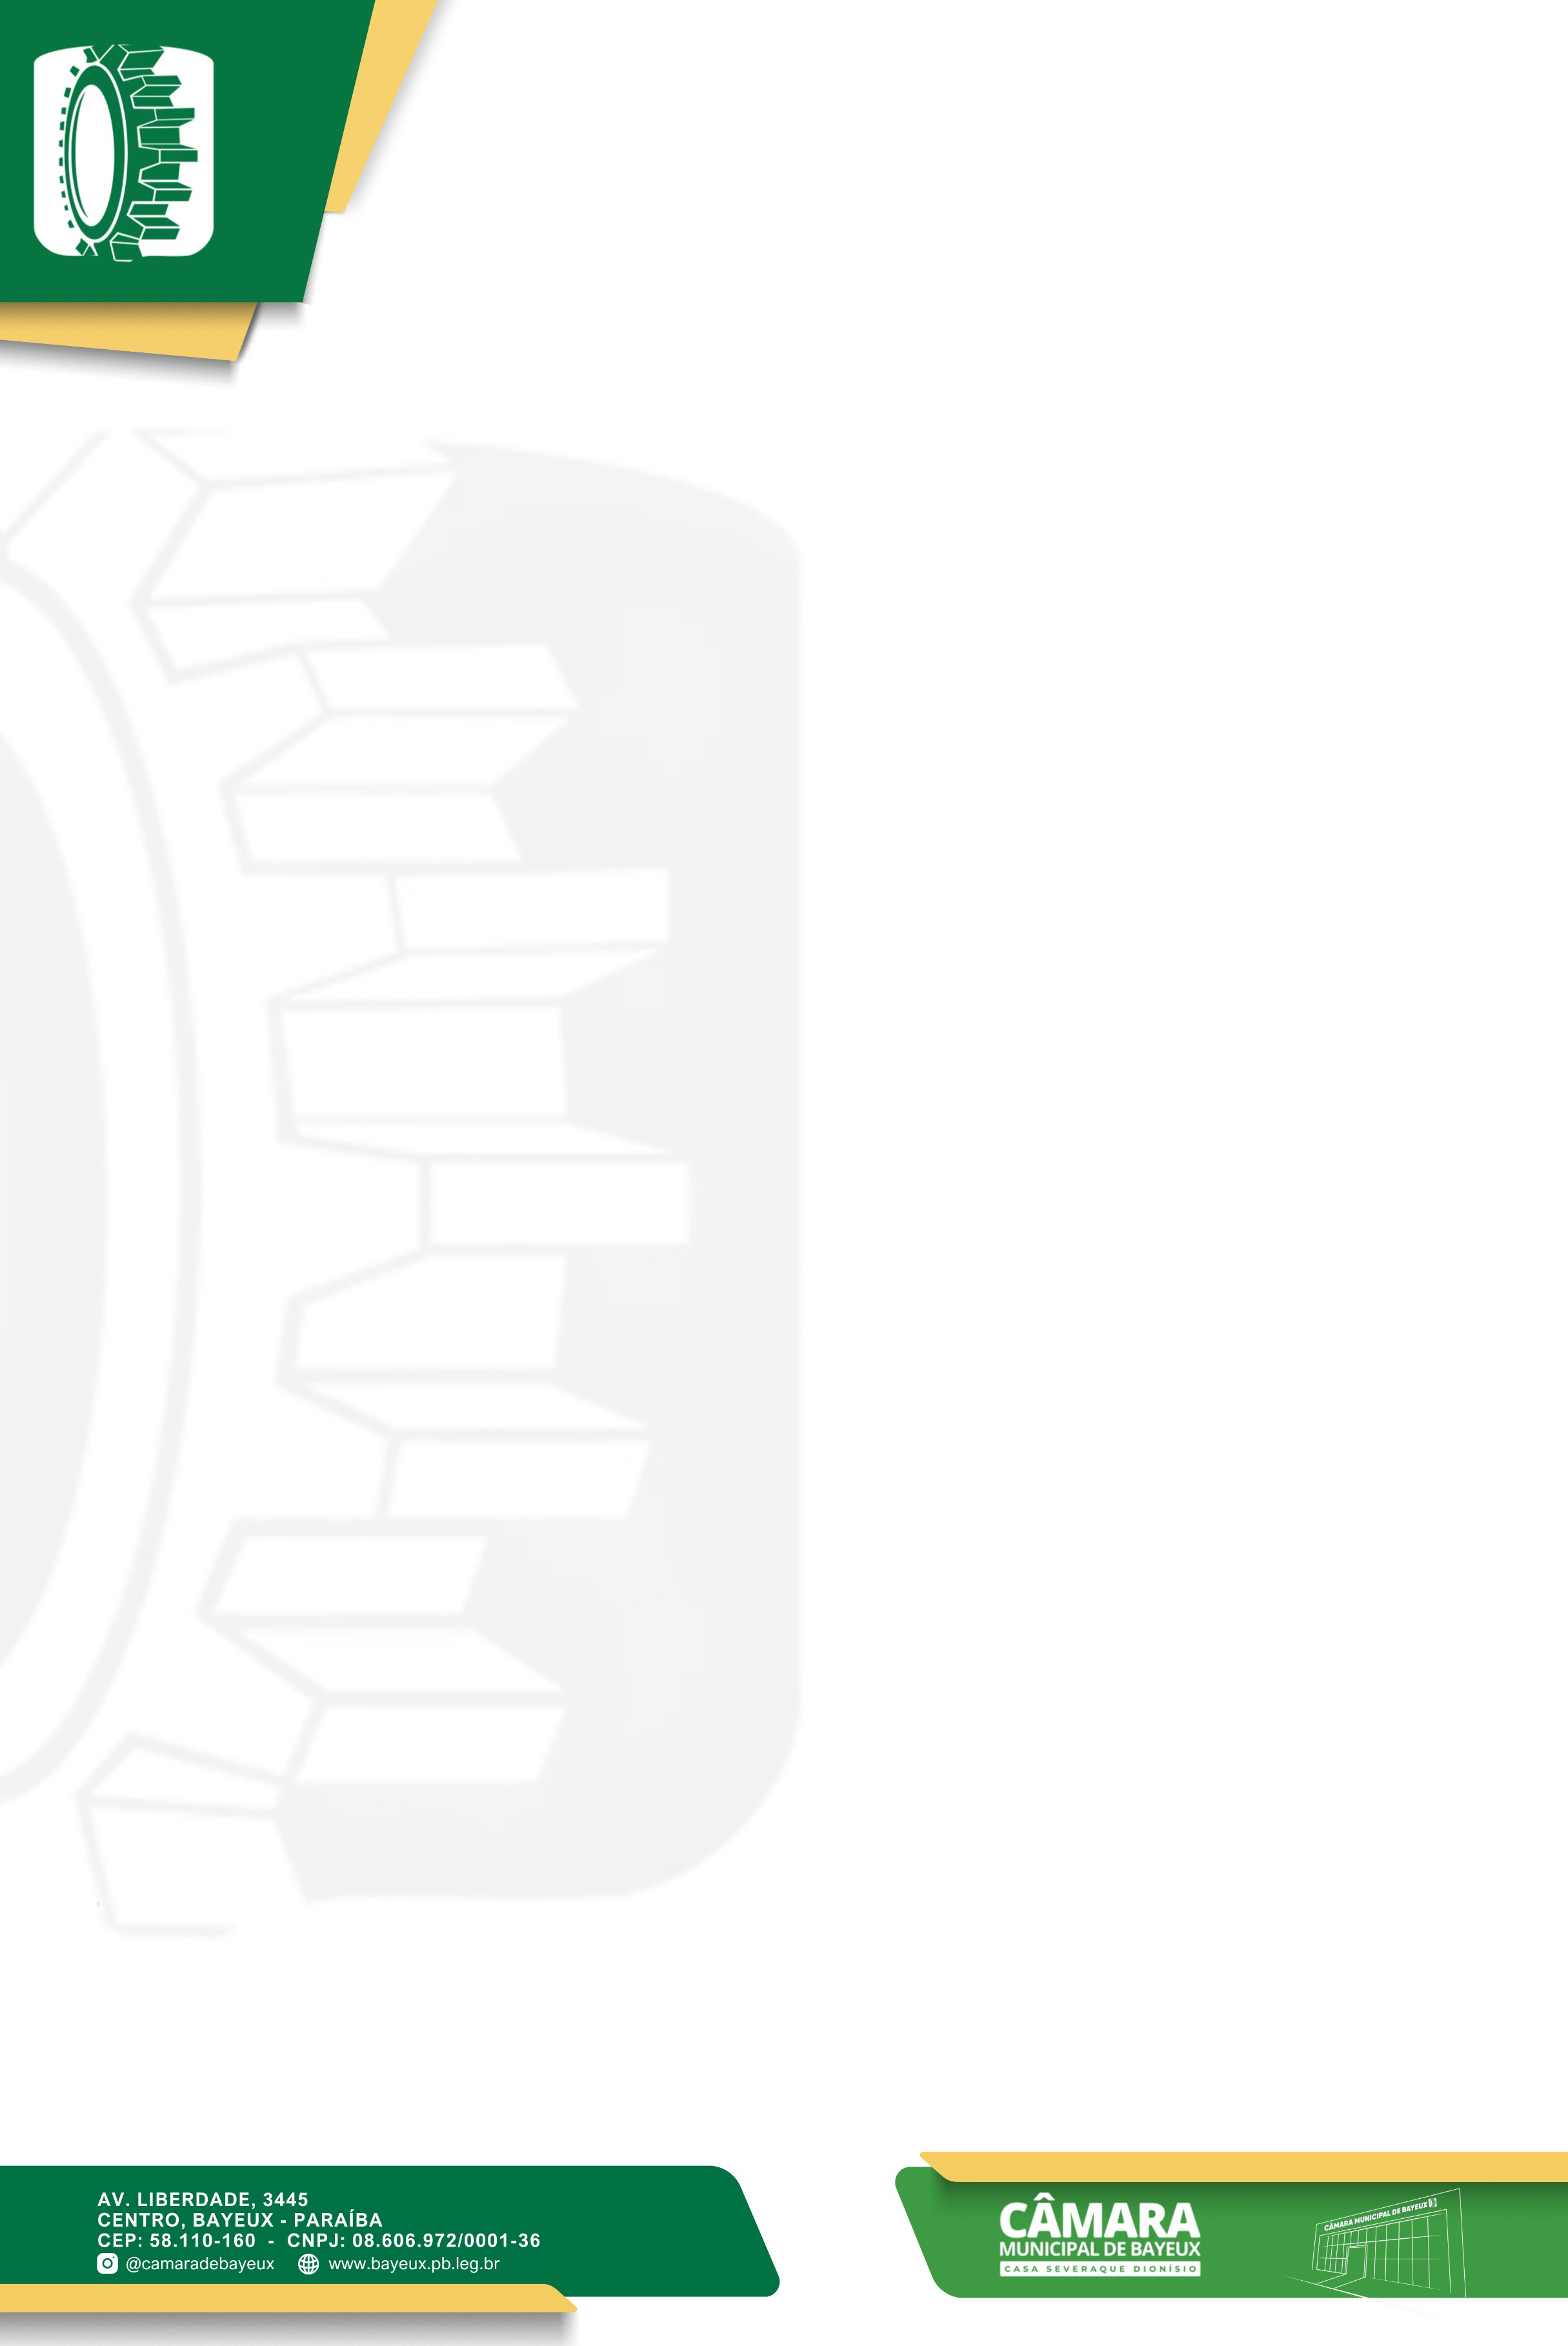 AV. LIBERDADE, 3445
CENTRO, BAYEUX - PARAÍBA
CEP: 58.110-160 - CNPJ: 08.606.972/0001-36
@camaradebayeux www.bayeux.pb.leg.br
CÂMARA
MUNICIPAL DE BAYEUX
CASA SEVERAQUE DIONÍSIO
CÂMARA MUNICIPAL DE BAYEUX